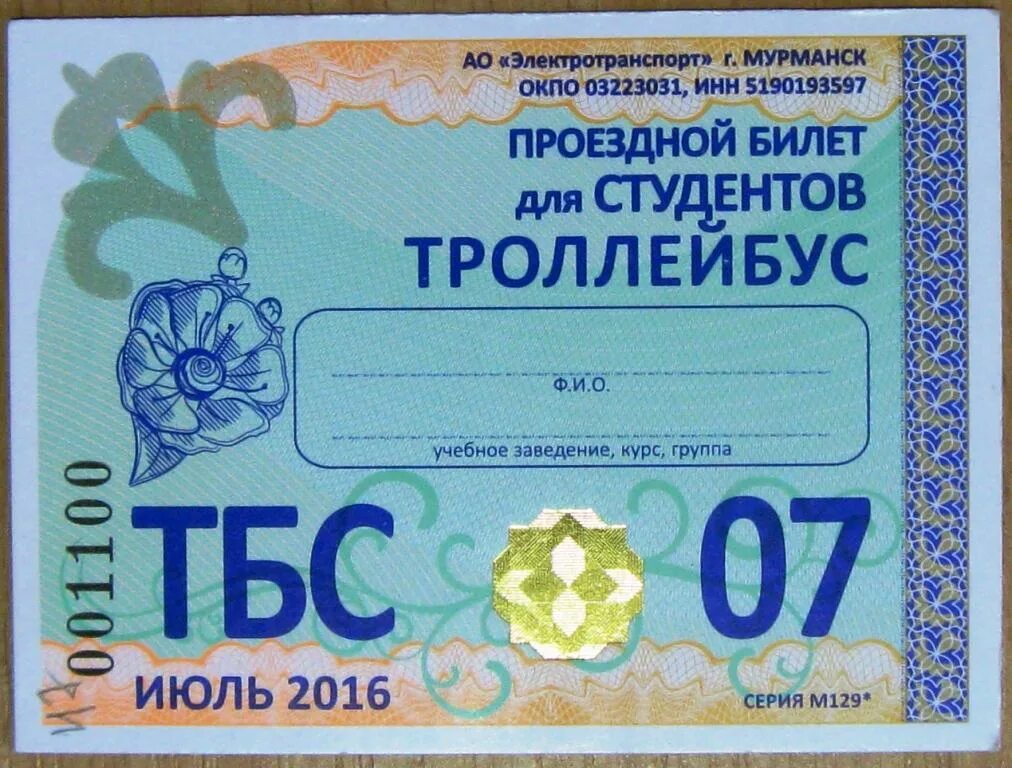 АО «Электротранспорт» г. МУРМАНСК
ОКПО 03223031, ИНН 5190193597
ПРОЕЗДНОЙ БИЛЕТ
для СТУДЕНТОВ
ТРОЛЛЕЙБУС
Ф.И.О.
учебное заведение, курс, группа
001100
ТБС 07
ИЮЛЬ 2016
СЕРИЯ М129*